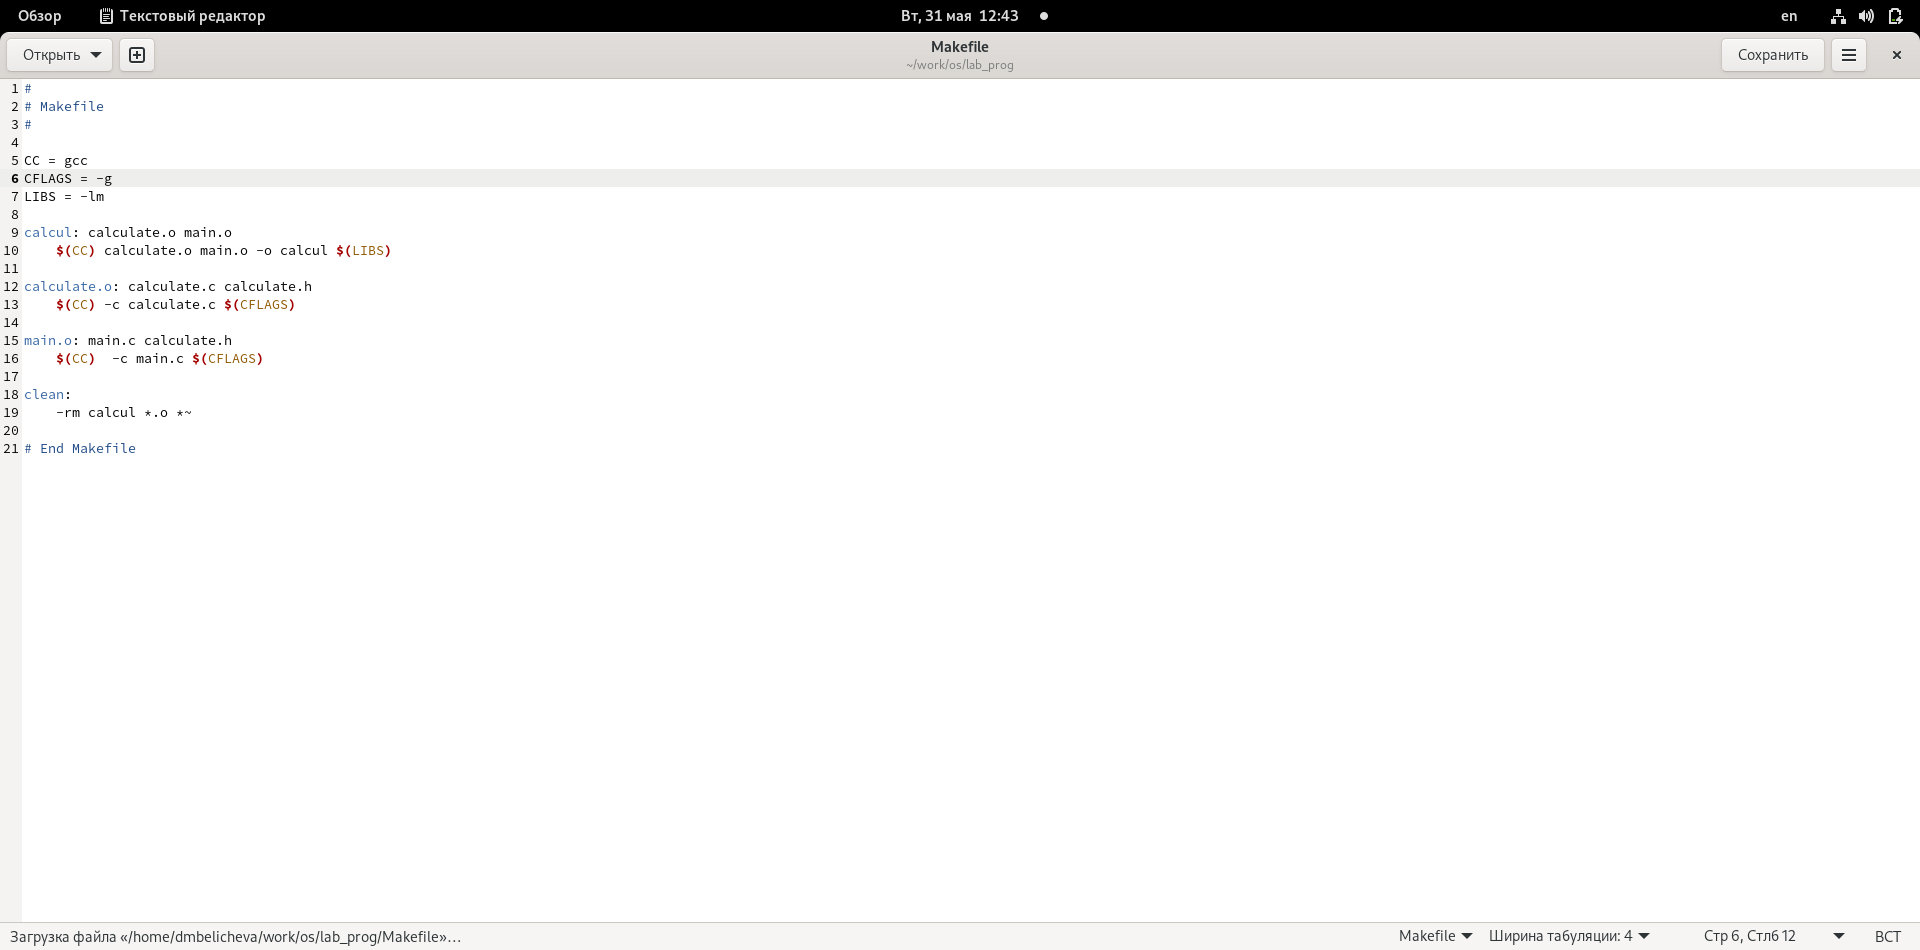 Обзор Текстовый редактор Вт, 31 мая 12:43 en
Открыть Makefile Сохранить
~/work/os/lab_prog
1 #
2 # Makefile
3 #
4
5 CC = gcc
6 CFLAGS = -g
7 LIBS = -lm
8
9 calcul: calculate.o main.o
10     $(CC) calculate.o main.o -o calcul $(LIBS)
11
12 calculate.o: calculate.c calculate.h
13     $(CC) -c calculate.c $(CFLAGS)
14
15 main.o: main.c calculate.h
16     $(CC)  -c main.c $(CFLAGS)
17
18 clean:
19     -rm calcul *.o *~
20
21 # End Makefile
Загрузка файла «/home/dmbelicheva/work/os/lab_prog/Makefile»… Makefile Ширина табуляции: 4 Стр 6, Стлб 12 ВСТ